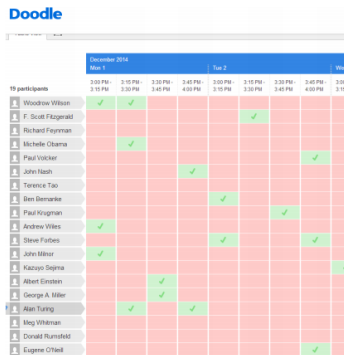 Doodle
December 2014
Mon 1 Tue 2 We
3:00 PM - 3:15 PM - 3:30 PM - 3:45 PM - 3:00 PM - 3:15 PM - 3:30 PM - 3:45 PM -
19 participants 3:15 PM 3:30 PM 3:45 PM 4:00 PM 3:15 PM 3:30 PM 3:45 PM 4:00 PM
Woodrow Wilson
F. Scott Fitzgerald
Richard Feynman
Michelle Obama
Paul Volcker
John Nash
Terence Tao
Ben Bernanke
Paul Krugman
Andrew Wiles
Steve Forbes
John Milnor
Kazuyo Sejima
Albert Einstein
George A. Miller
Alan Turing
Meg Whitman
Donald Rumsfeld
Eugene O'Neill